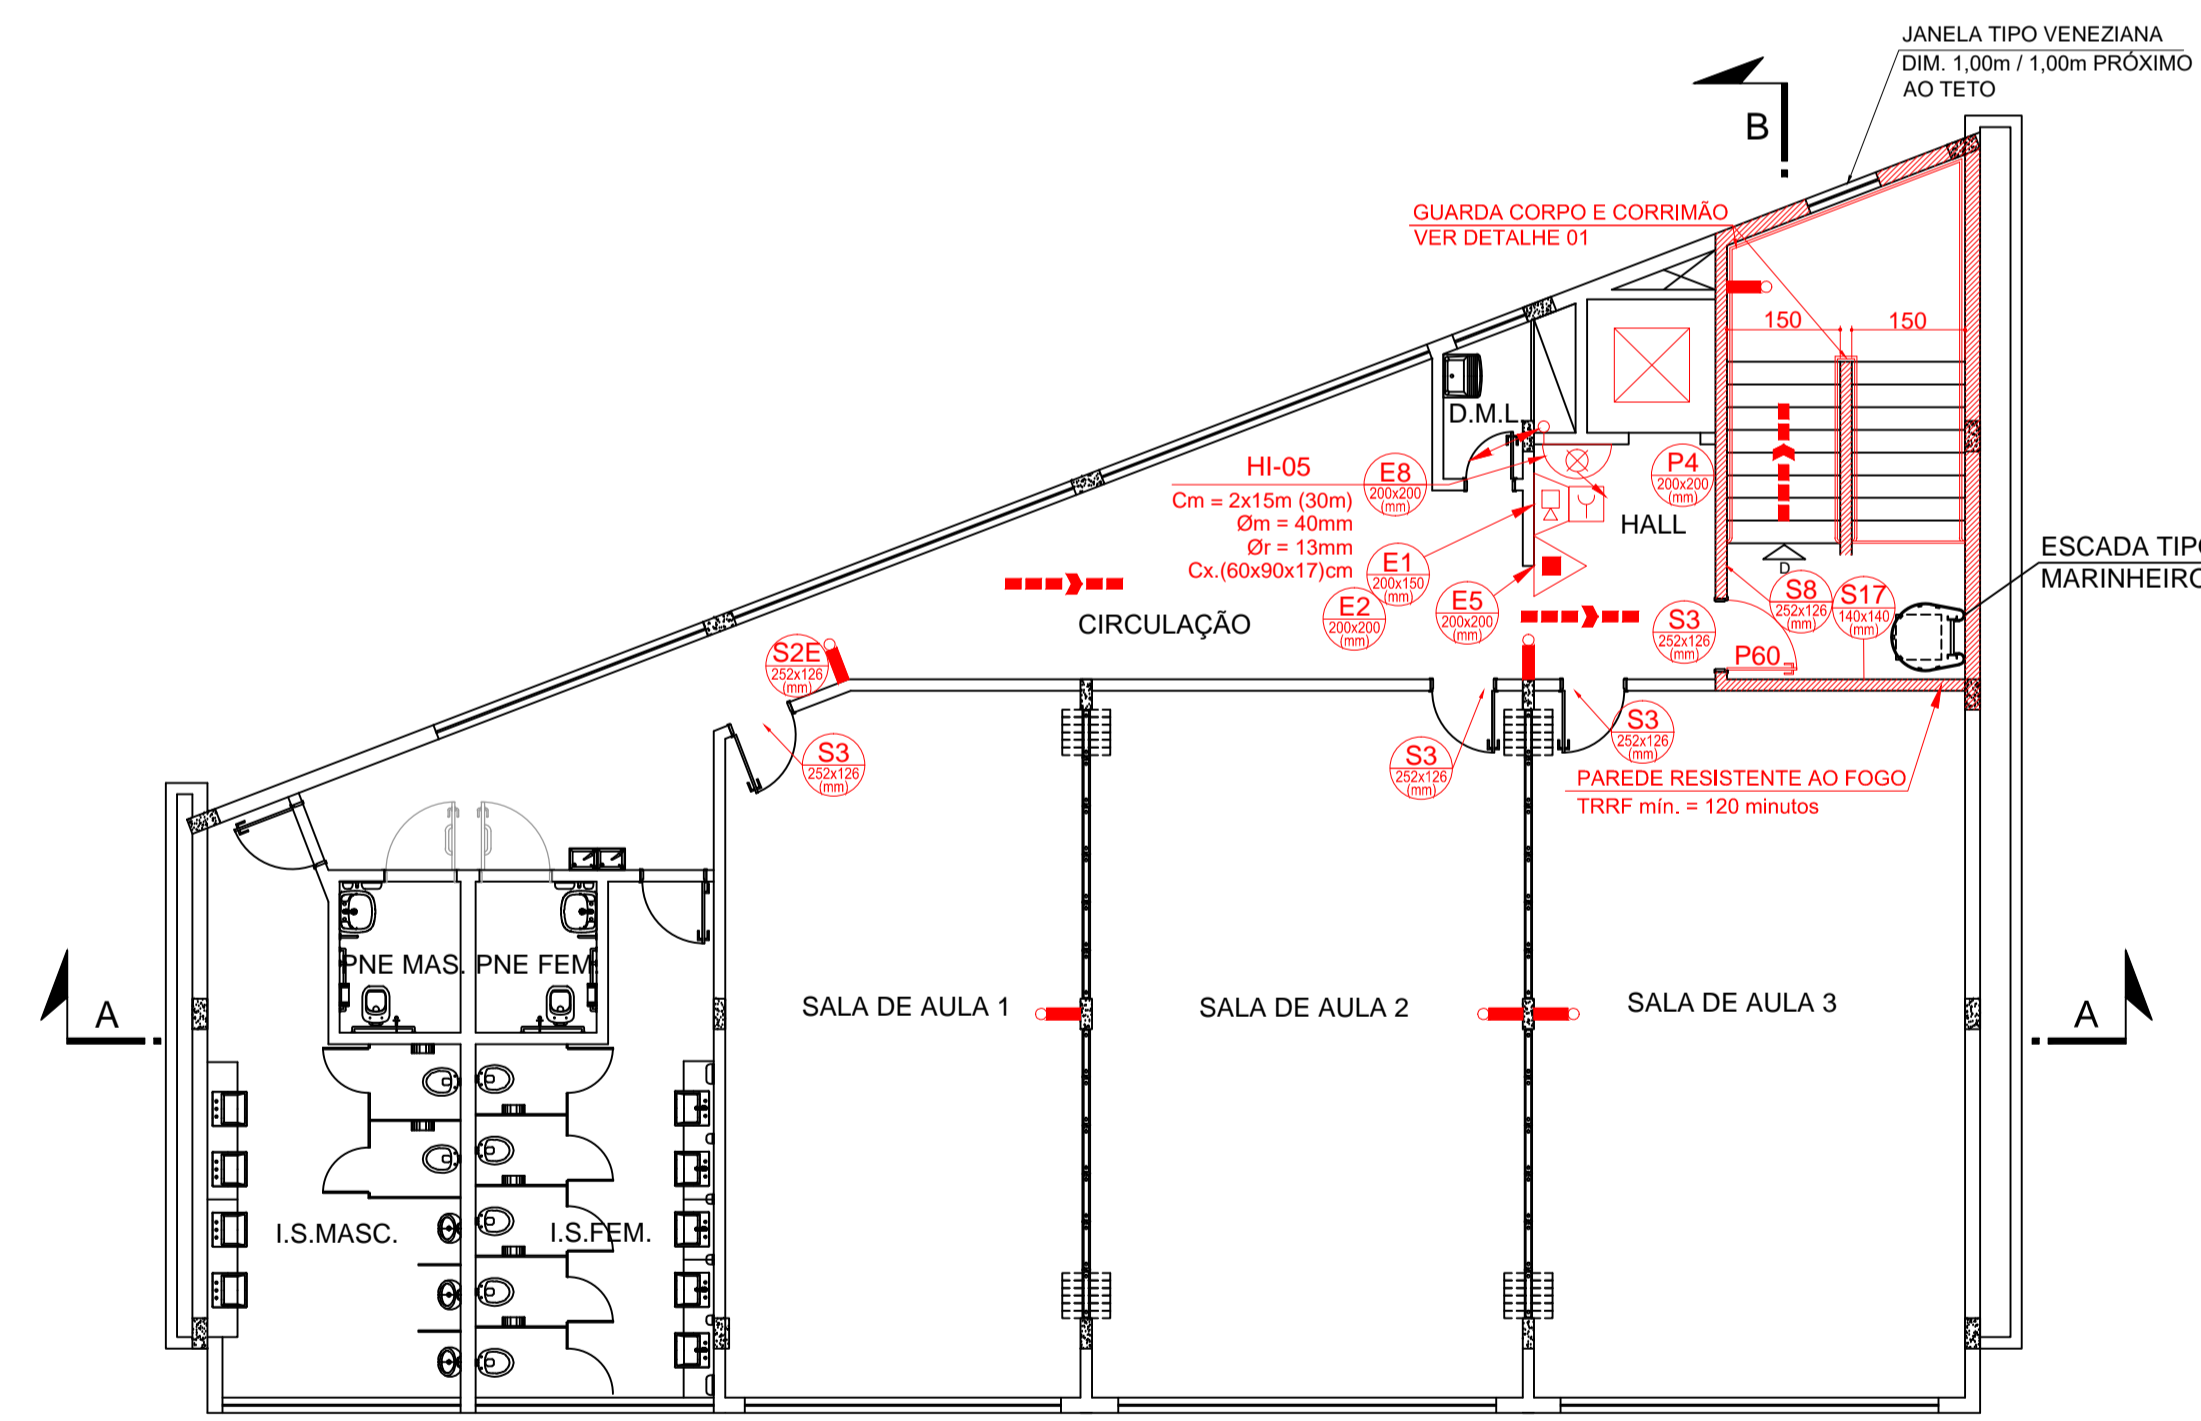 JANELA TIPO VENEZIANA
DIM. 1,00m / 1,00m PRÓXIMO
AO TETO
B
GUARDA CORPO E CORRIMÃO
VER DETALHE 01
150
150
D.M.L.
HI-05
Cm = 2x15m (30m)
Øm = 40mm
Ør = 13mm
Cx.(60x90x17)cm
E8
200x200
(mm)
P4
200x200
(mm)
HALL
E1
200x150
(mm)
E2
200x200
(mm)
E5
200x200
(mm)
D
ESCADA TIPO
MARINHEIRO
S8
252x126
(mm)
S17
140x140
(mm)
S3
252x126
(mm)
P60
CIRCULAÇÃO
S2E
252x126
(mm)
S3
252x126
(mm)
S3
252x126
(mm)
S3
252x126
(mm)
PAREDE RESISTENTE AO FOGO
TRRF mín. = 120 minutos
PNE MAS.
PNE FEM.
A
SALA DE AULA 1
SALA DE AULA 2
SALA DE AULA 3
A
I.S.MASC.
I.S.FEM.